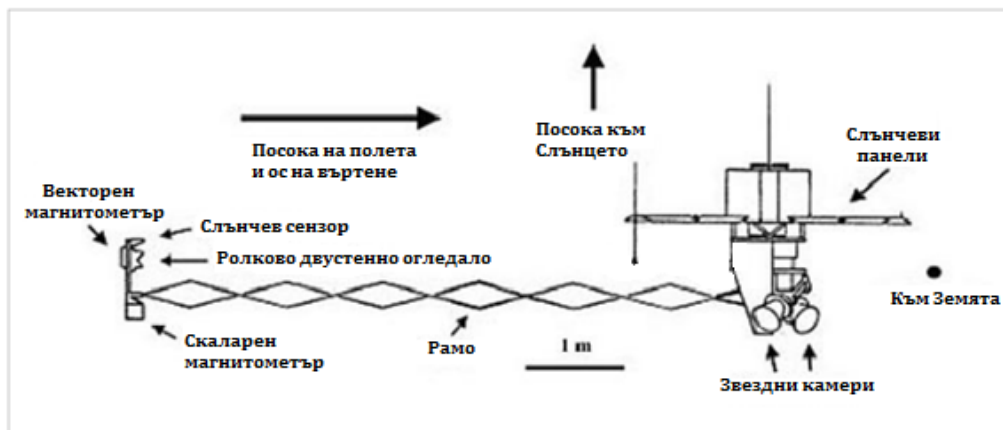 Посока на полета
и ос на въртене
Посока към
Слънцето
Слънчеви
панели
Векторен
магнитометър
Слънчев сензор
Ролково двустенно огледало
Към Земята
Скаларен
магнитометър
Рамо
1 m
Звездни камери